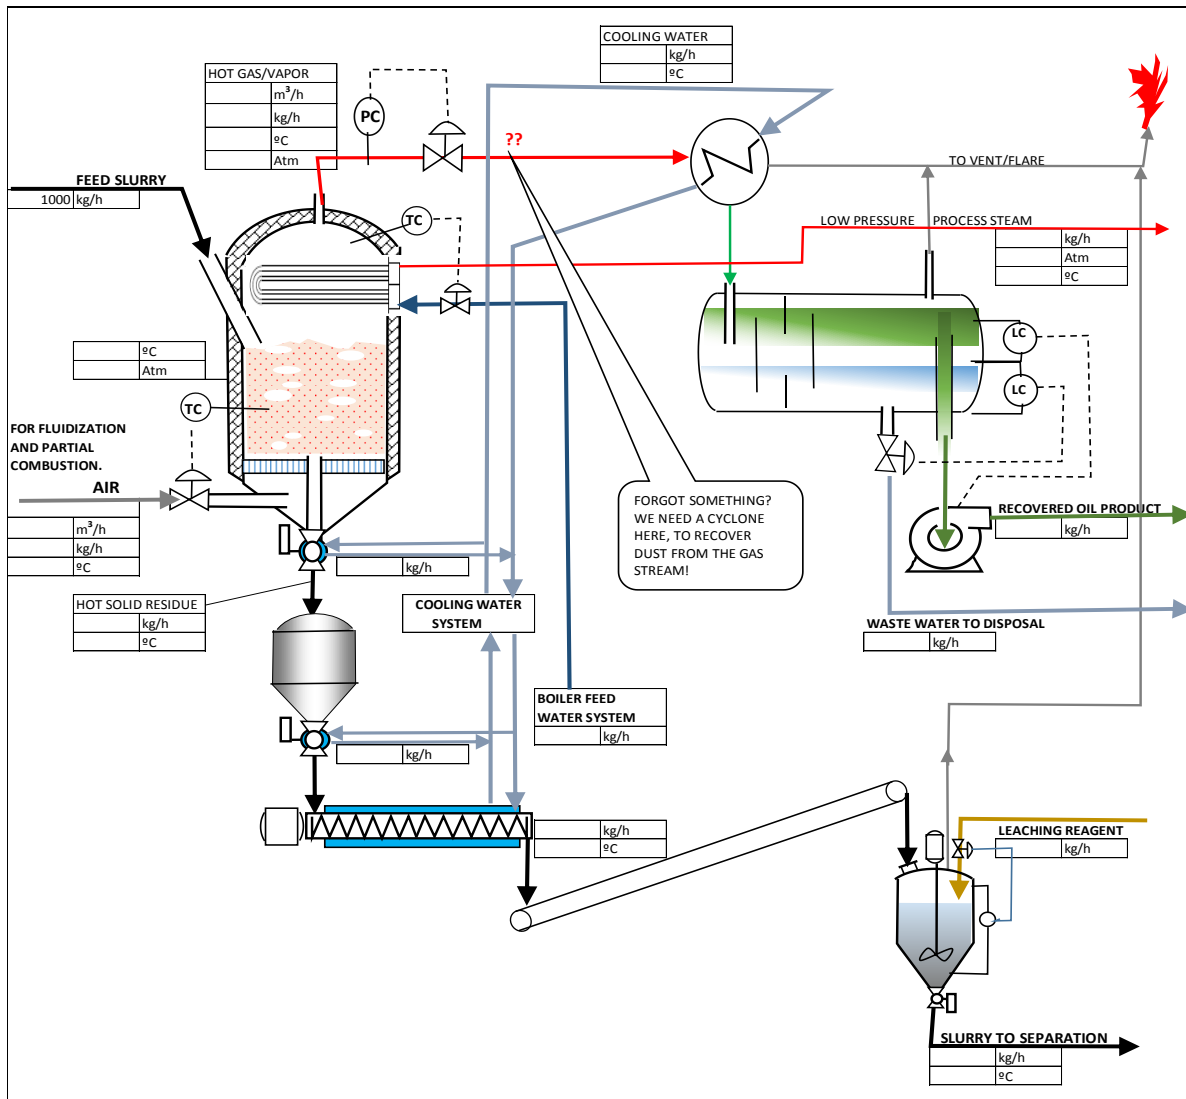 COOLING WATER
kg/h
ºC
HOT GAS/VAPOR
m³/h
kg/h
ºC
Atm
PC
??
FEED SLURRY
1000 kg/h
TO VENT/FLARE
TC
LOW PRESSURE PROCESS STEAM
kg/h
Atm
ºC
ºC
Atm
TC
LC
LC
FOR FLUIDIZATION
AND PARTIAL
COMBUSTION.
AIR
m³/h
kg/h
ºC
FORGOT SOMETHING?
WE NEED A CYCLONE
HERE, TO RECOVER
DUST FROM THE GAS
STREAM!
RECOVERED OIL PRODUCT
kg/h
kg/h
HOT SOLID RESIDUE
kg/h
ºC
COOLING WATER
SYSTEM
WASTE WATER TO DISPOSAL
kg/h
BOILER FEED
WATER SYSTEM
kg/h
kg/h
kg/h
ºC
LEACHING REAGENT
kg/h
SLURRY TO SEPARATION
kg/h
ºC